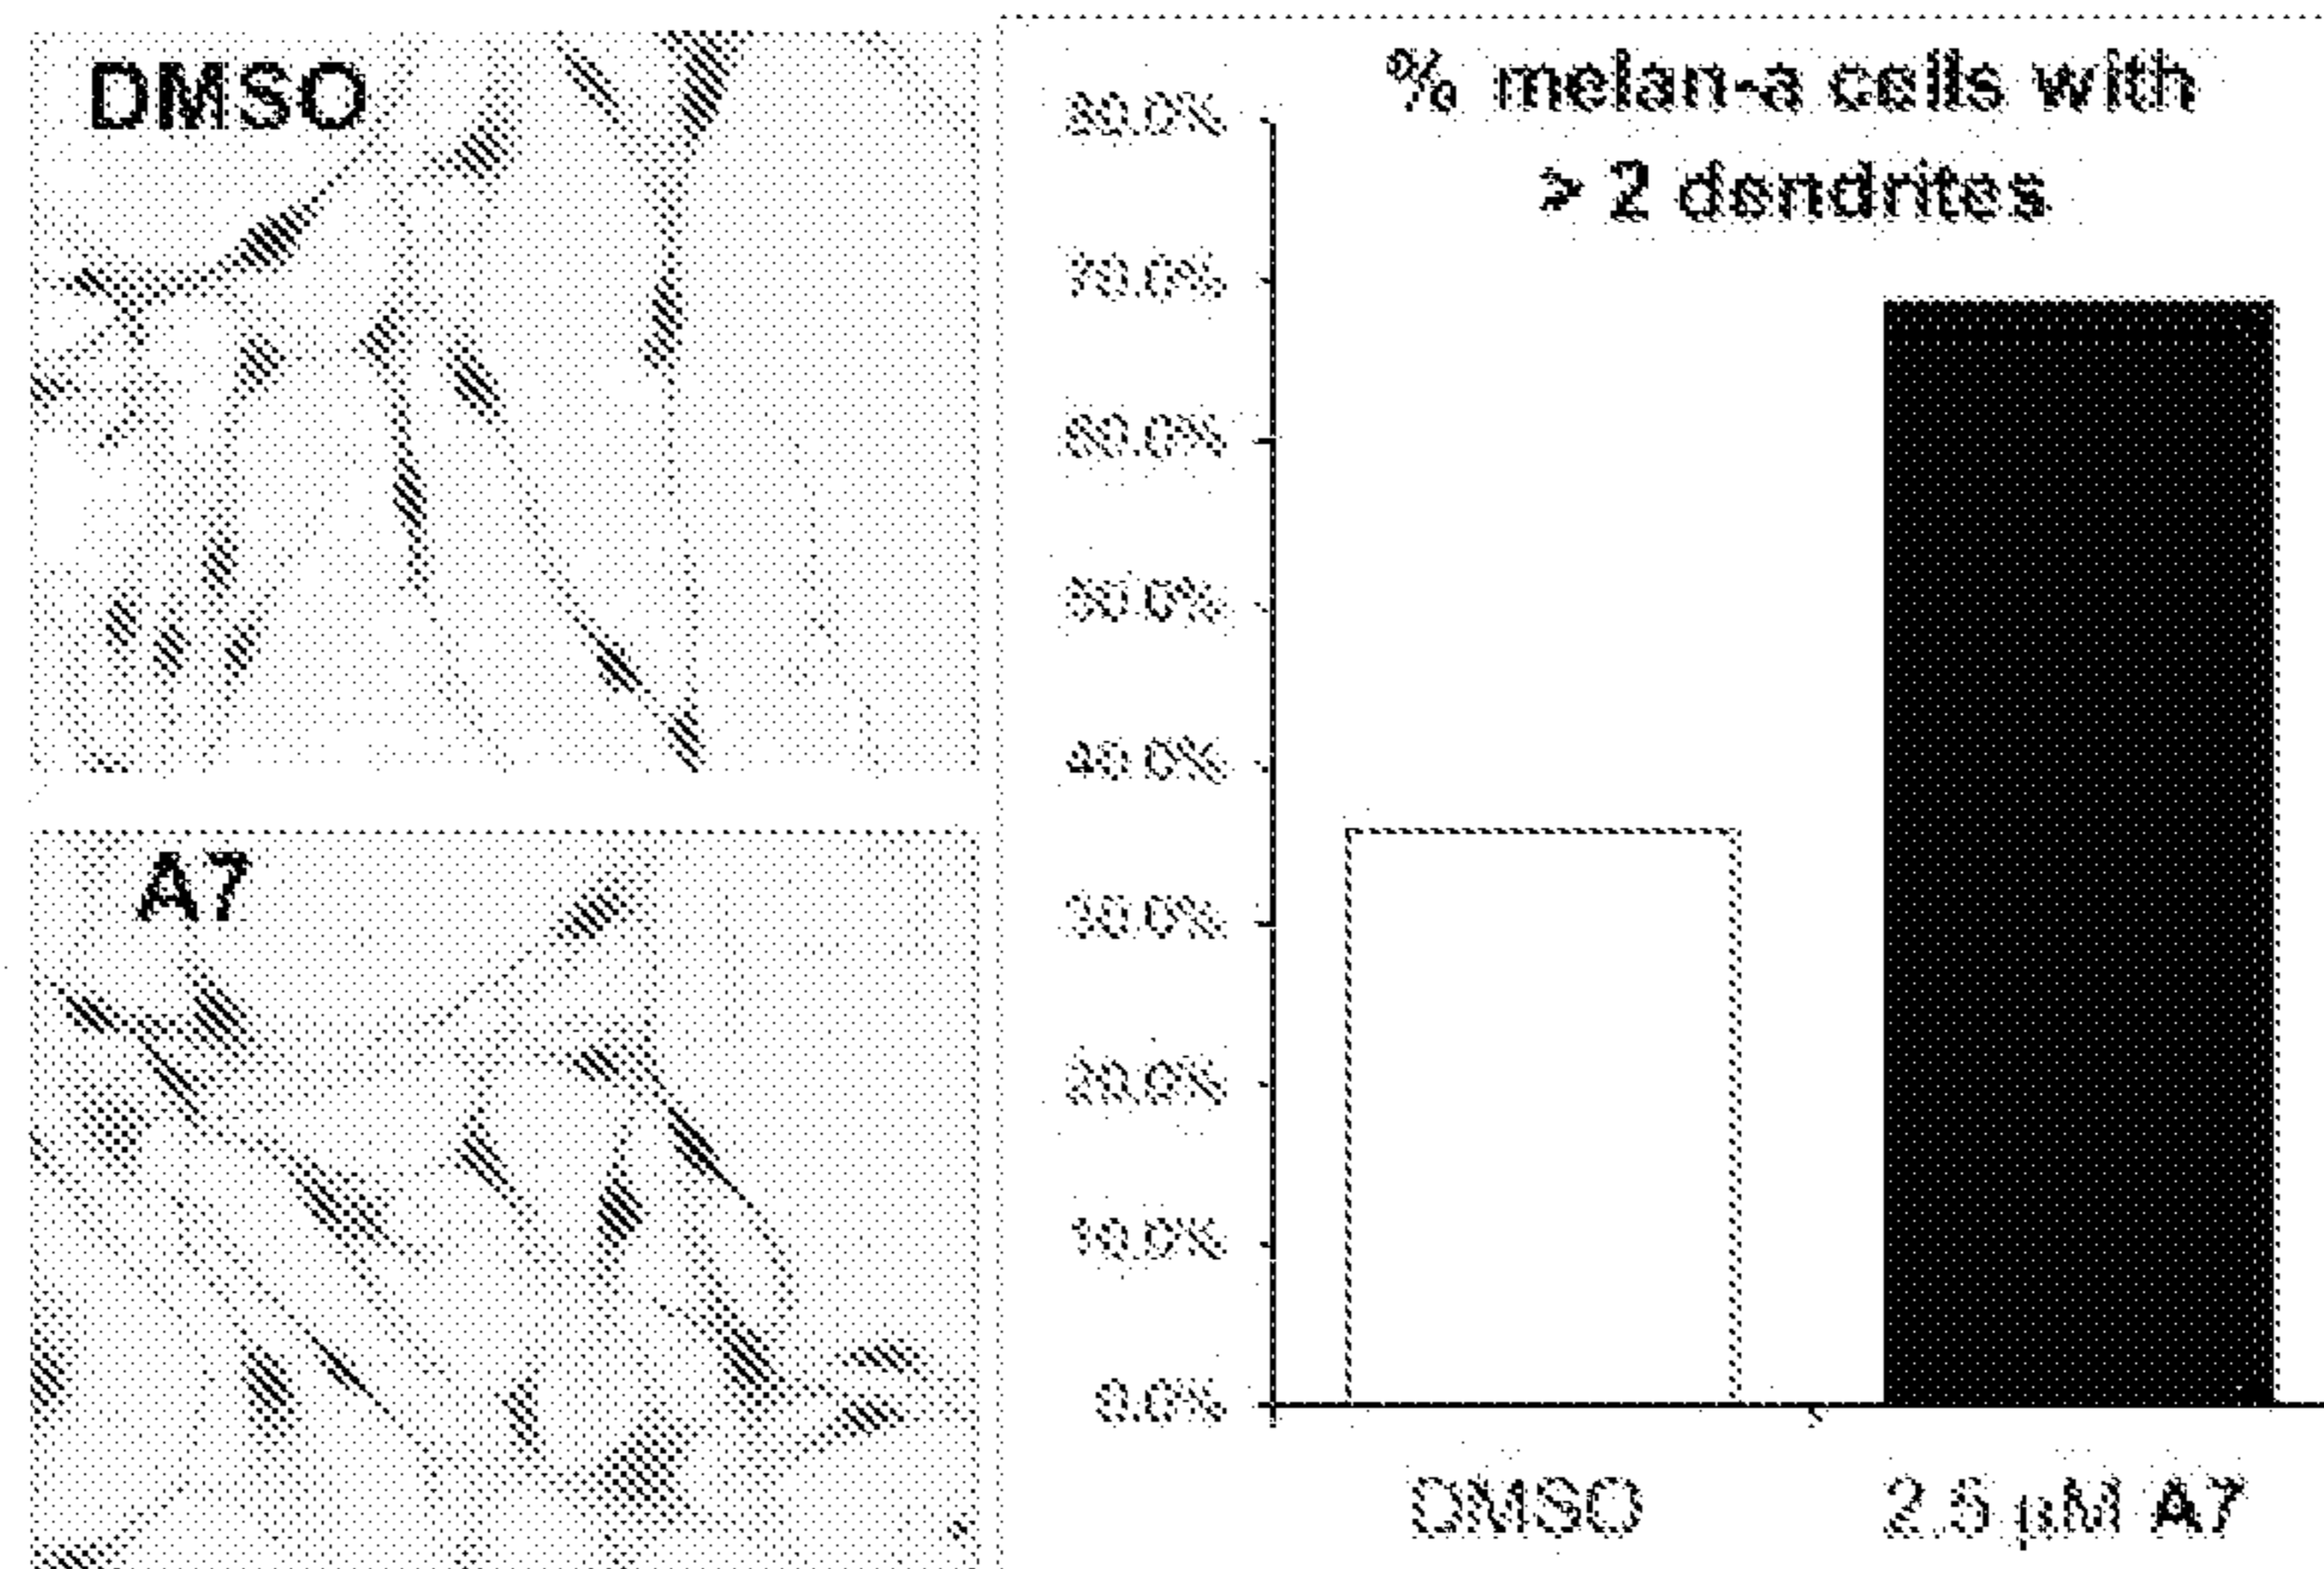 DMSO
A7
% melan-a cells with
> 2 dendrites
80.0%
70.0%
60.0%
50.0%
40.0%
30.0%
20.0%
10.0%
0.0%
DMSO
2.5 µM A7